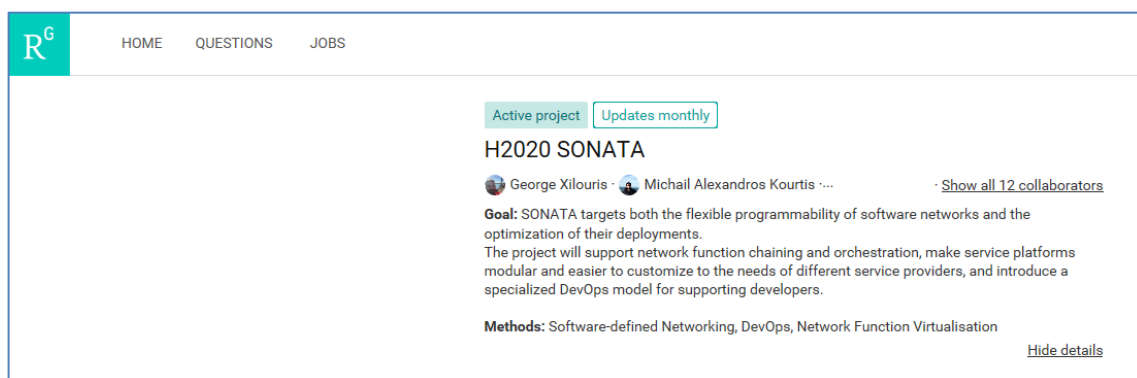 RG
HOME QUESTIONS JOBS
Active project Updates monthly
H2020 SONATA
George Xilouris · Michail Alexandros Kourtis ·... · Show all 12 collaborators
Goal: SONATA targets both the flexible programmability of software networks and the
optimization of their deployments.
The project will support network function chaining and orchestration, make service platforms
modular and easier to customize to the needs of different service providers, and introduce a
specialized DevOps model for supporting developers.
Methods: Software-defined Networking, DevOps, Network Function Virtualisation
Hide details